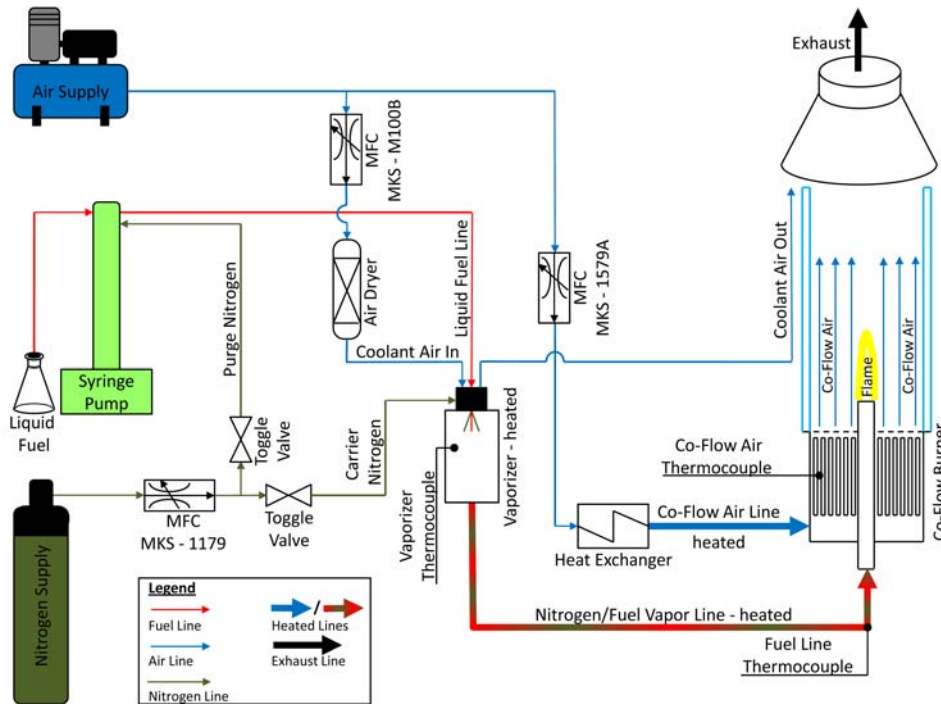 Exhaust
Air Supply
MFC
MKS - M100B
Air Dryer
Coolant Air In
Liquid Fuel Line
MFC
MKS - 1579A
Coolant Air Out
Co-Flow Air
Flame
Co-Flow Air
Co-Flow Burner
Purge Nitrogen
Syringe
Pump
Liquid
Fuel
Toggle
Valve
Carrier
Nitrogen
Vaporizer - heated
Vaporizer
Thermocouple
Co-Flow Air
Thermocouple
Co-Flow Air Line
heated
Heat Exchanger
MFC
MKS - 1179
Toggle
Valve
Nitrogen Supply
Nitrogen/Fuel Vapor Line - heated
Fuel Line
Thermocouple
Legend
Fuel Line
Air Line
Nitrogen Line
/
Heated Lines
Exhaust Line